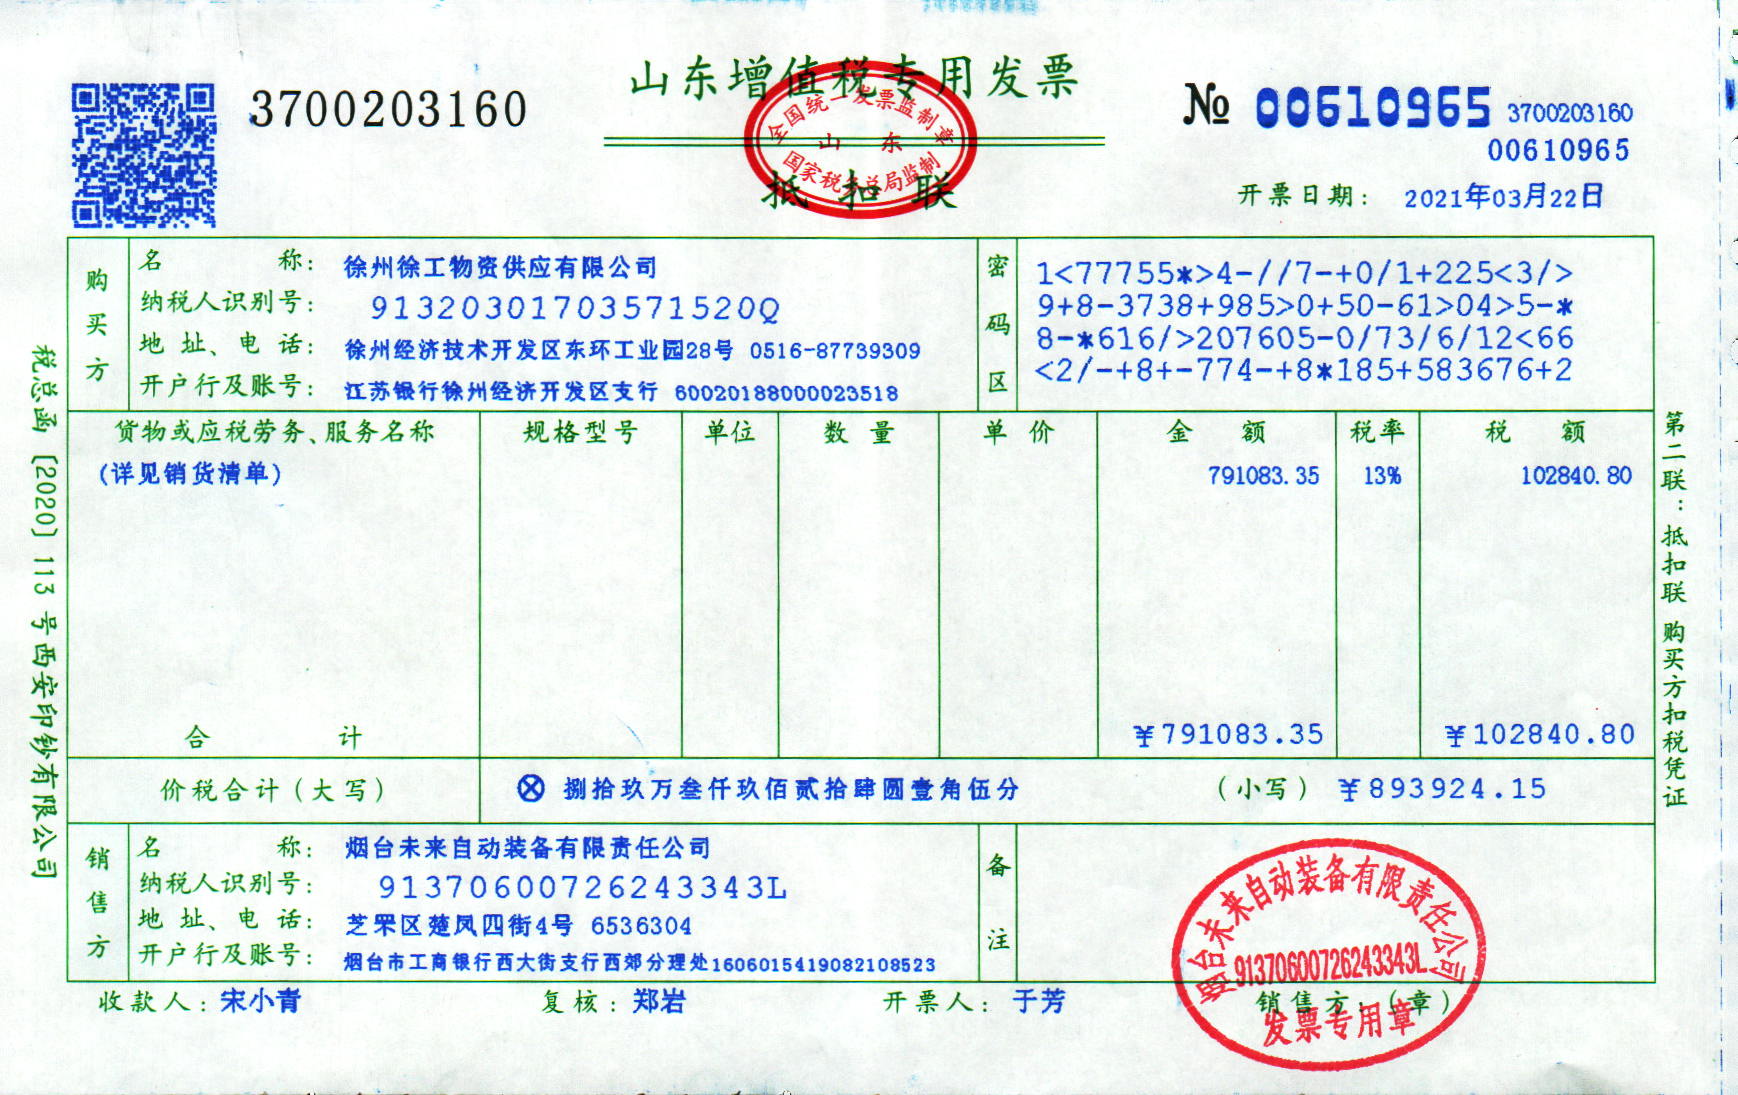 山东增值税专用发票
3700203160
№ 00610965 3700203160
00610965
全国统一发票监制章
山东
国家税务总局监制
抵扣联
开票日期： 2021年03月22日
购买方
名称： 徐州徐工物资供应有限公司
纳税人识别号： 91320301703571520Q
地址、电话： 徐州经济技术开发区东环工业园28号 0516-87739309
开户行及账号： 江苏银行徐州经济开发区支行 60020188000023518
密码区
1<77755*>4-//7-+0/1+225<3/>
9+8-3738+985>0+50-61>04>5-*
8-*616/>207605-0/73/6/12<66
<2/-+8+-774-+8*185+583676+2
货物或应税劳务、服务名称 规格型号 单位 数量 单价 金额 税率 税额
(详见销货清单) 791083.35 13% 102840.80
合计 ￥791083.35 ￥102840.80
价税合计（大写） ⊗ 捌拾玖万叁仟玖佰贰拾肆圆壹角伍分 （小写） ￥893924.15
销售方
名称： 烟台未来自动装备有限责任公司
纳税人识别号： 91370600726243343L
地址、电话： 芝罘区楚凤四街4号 6536304
开户行及账号： 烟台市工商银行西大街支行西郊分理处1606015419082108523
备注
收款人：宋小青 复核：郑岩 开票人：于芳 销售方：（章）
烟台未来自动装备有限责任公司
91370600726243343L
发票专用章
税总函〔2020〕113号西安印钞有限公司
第二联：抵扣联 购买方扣税凭证